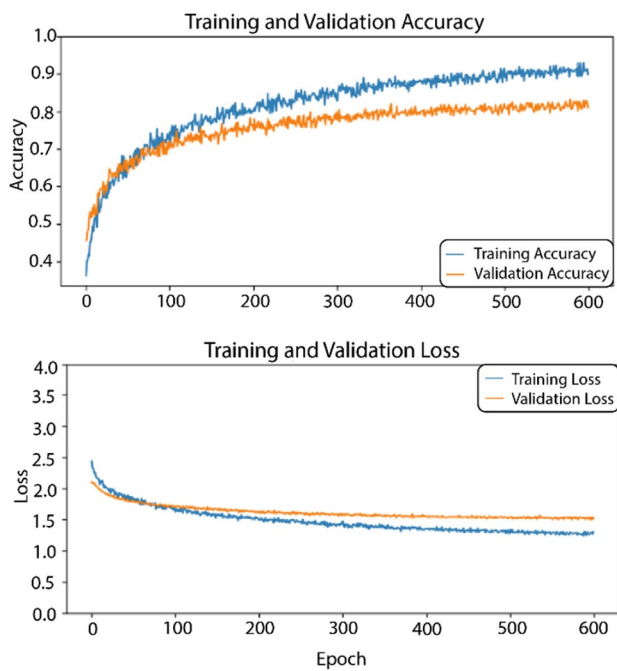 Training and Validation Accuracy
1.0
0.9
0.8
0.7
0.6
0.5
0.4
Accuracy
Training Accuracy
Validation Accuracy
0 100 200 300 400 500 600
Training and Validation Loss
4.0
3.5
3.0
2.5
2.0
1.5
1.0
0.5
0.0
Loss
Training Loss
Validation Loss
0 100 200 300 400 500 600
Epoch